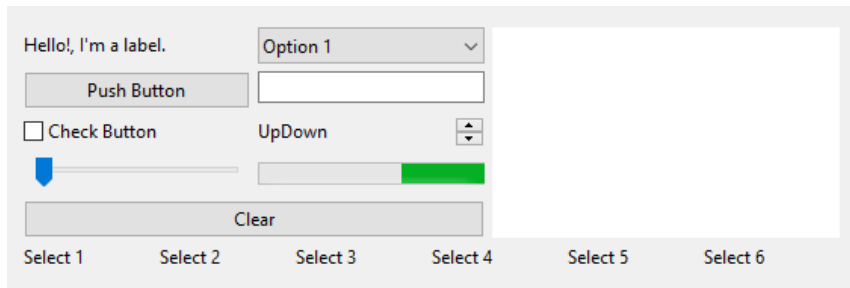 Hello!, I'm a label.
Option 1
Push Button
Check Button
UpDown
Clear
Select 1 Select 2 Select 3 Select 4 Select 5 Select 6